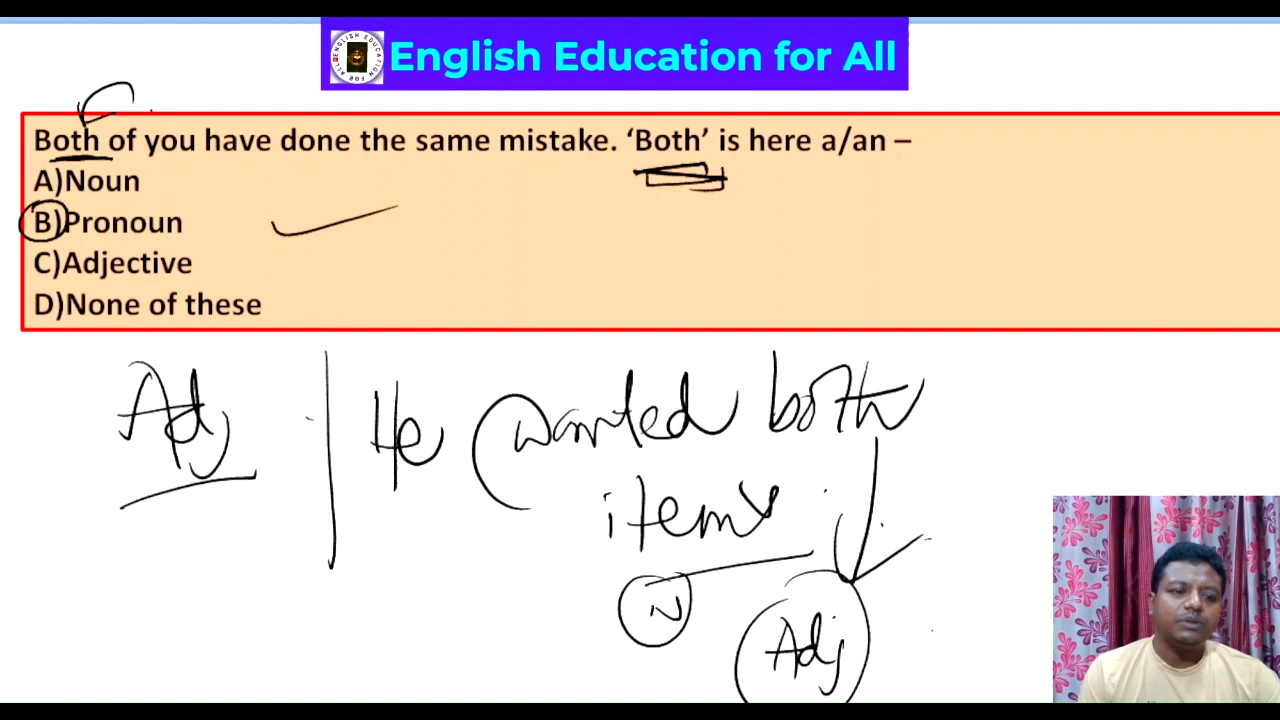 English Education for All
Both of you have done the same mistake. ‘Both’ is here a/an –
A)Noun
B)Pronoun
C)Adjective
D)None of these
Adj
He wanted both
items
N
Adj